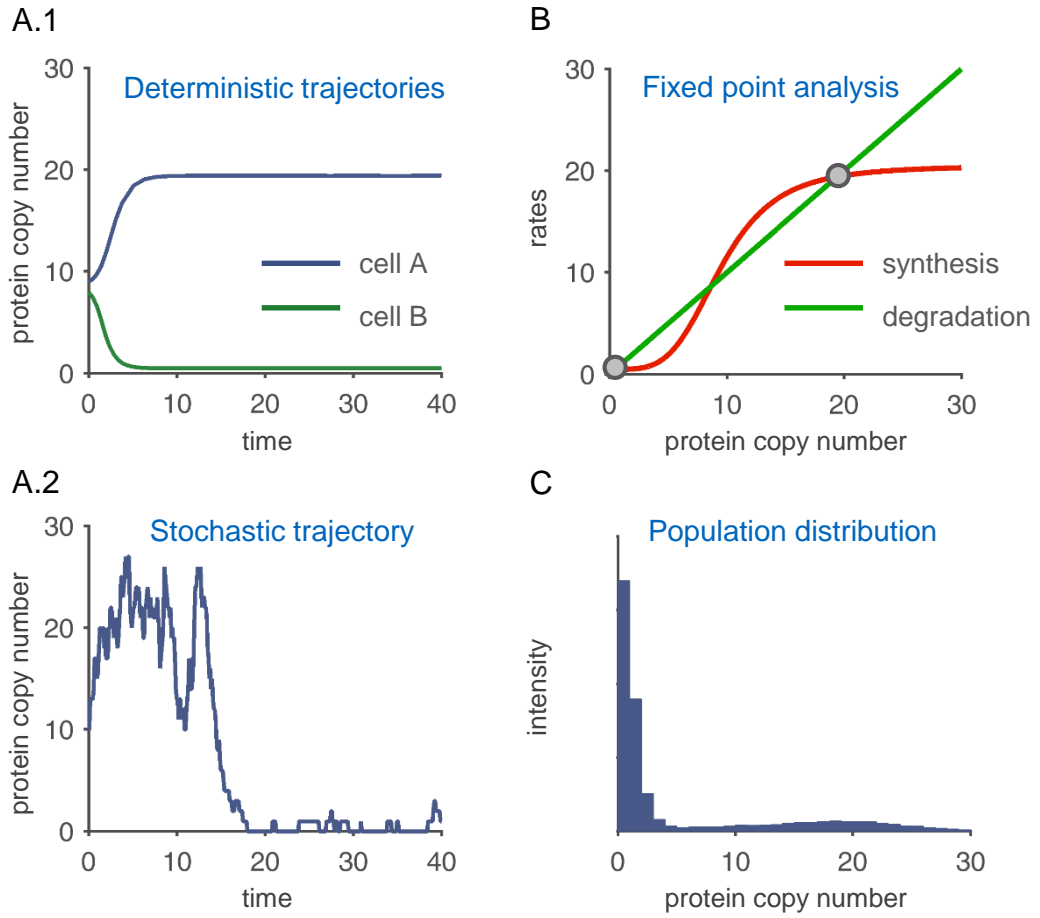 A.1
Deterministic trajectories
protein copy number
30
20
10
0
cell A
cell B
0 10 20 30 40
time
B
Fixed point analysis
rates
30
20
10
0
synthesis
degradation
0 10 20 30
protein copy number
A.2
Stochastic trajectory
protein copy number
30
20
10
0
0 10 20 30 40
time
C
Population distribution
intensity
0 10 20 30
protein copy number